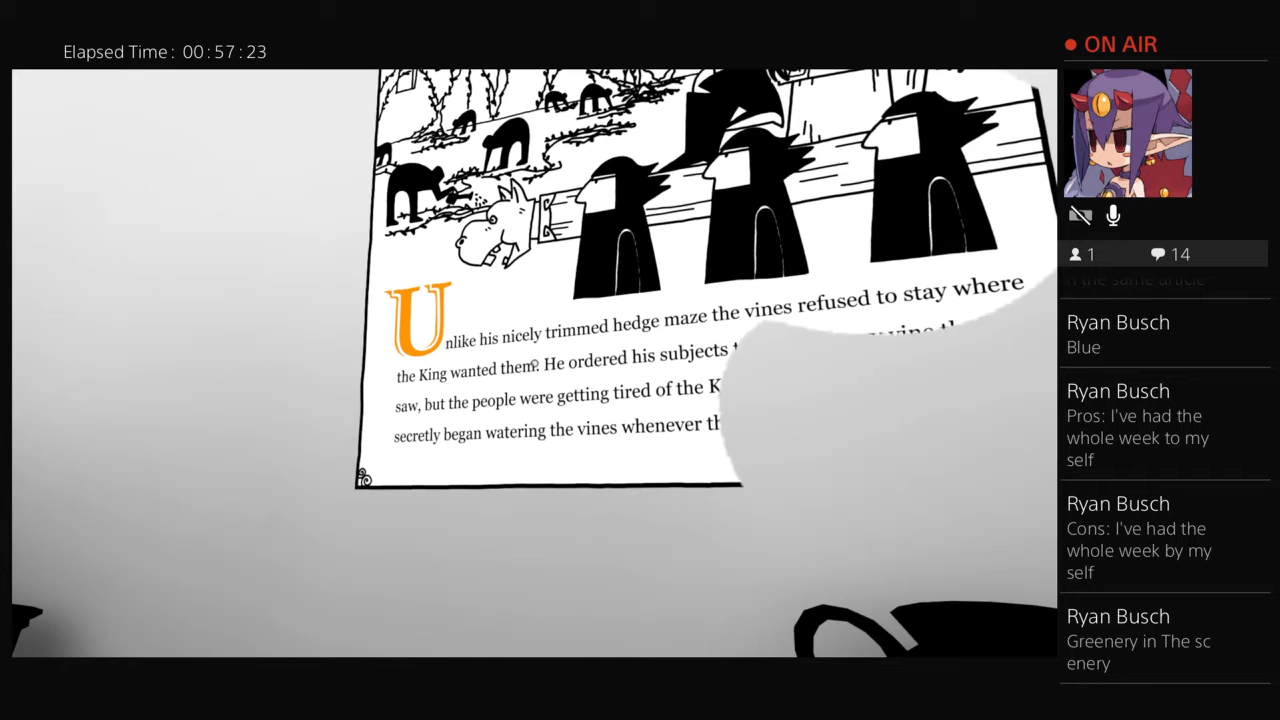 Elapsed Time: 00:57:23
ON AIR
1 14
Ryan Busch
Blue
Ryan Busch
Pros: I've had the
whole week to my
self
Ryan Busch
Cons: I've had the
whole week by my
self
Ryan Busch
Greenery in The sc
enery
Unlike his nicely trimmed hedge maze the vines refused to stay where
the King wanted them. He ordered his subjects
saw, but the people were getting tired of the K
secretly began watering the vines whenever th